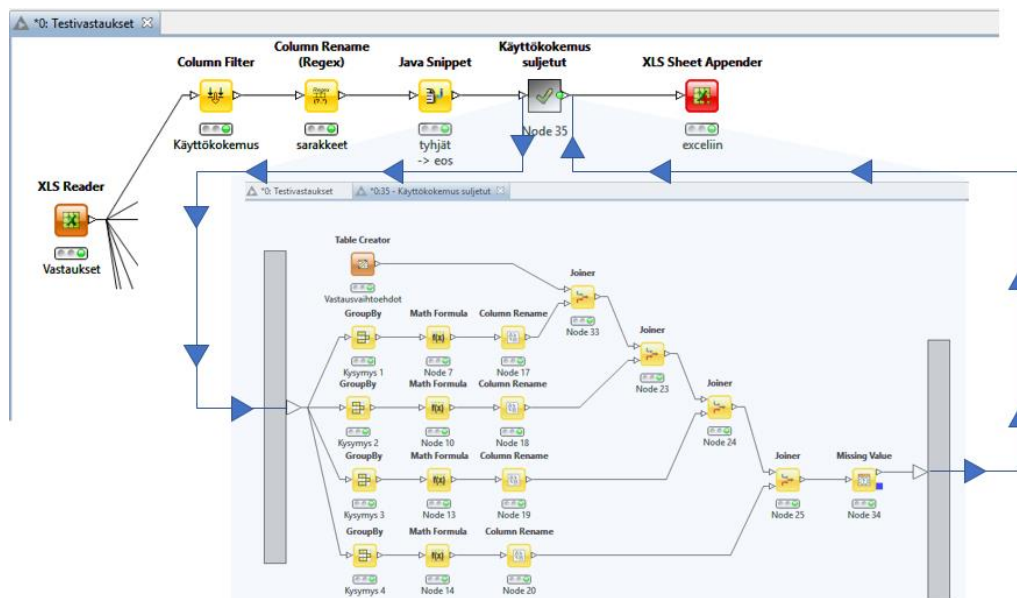 *0: Testivastaukset
Column Filter
Käyttökokemus
Column Rename
(Regex)
sarakkeet
Java Snippet
tyhjät
-> eos
Käyttökokemus
suljetut
Node 35
XLS Sheet Appender
exceliin
XLS Reader
Vastaukset
*0: Testivastaukset
*0:35 - Käyttökokemus suljetut
Table Creator
Vastausvaihtoehdot
Joiner
Node 33
GroupBy
Math Formula
Column Rename
Kysymys 1
Node 7
Node 17
Joiner
Node 23
GroupBy
Math Formula
Column Rename
Kysymys 2
Node 10
Node 18
Joiner
Node 24
GroupBy
Math Formula
Column Rename
Kysymys 3
Node 13
Node 19
Joiner
Node 25
Missing Value
Node 34
GroupBy
Math Formula
Column Rename
Kysymys 4
Node 14
Node 20